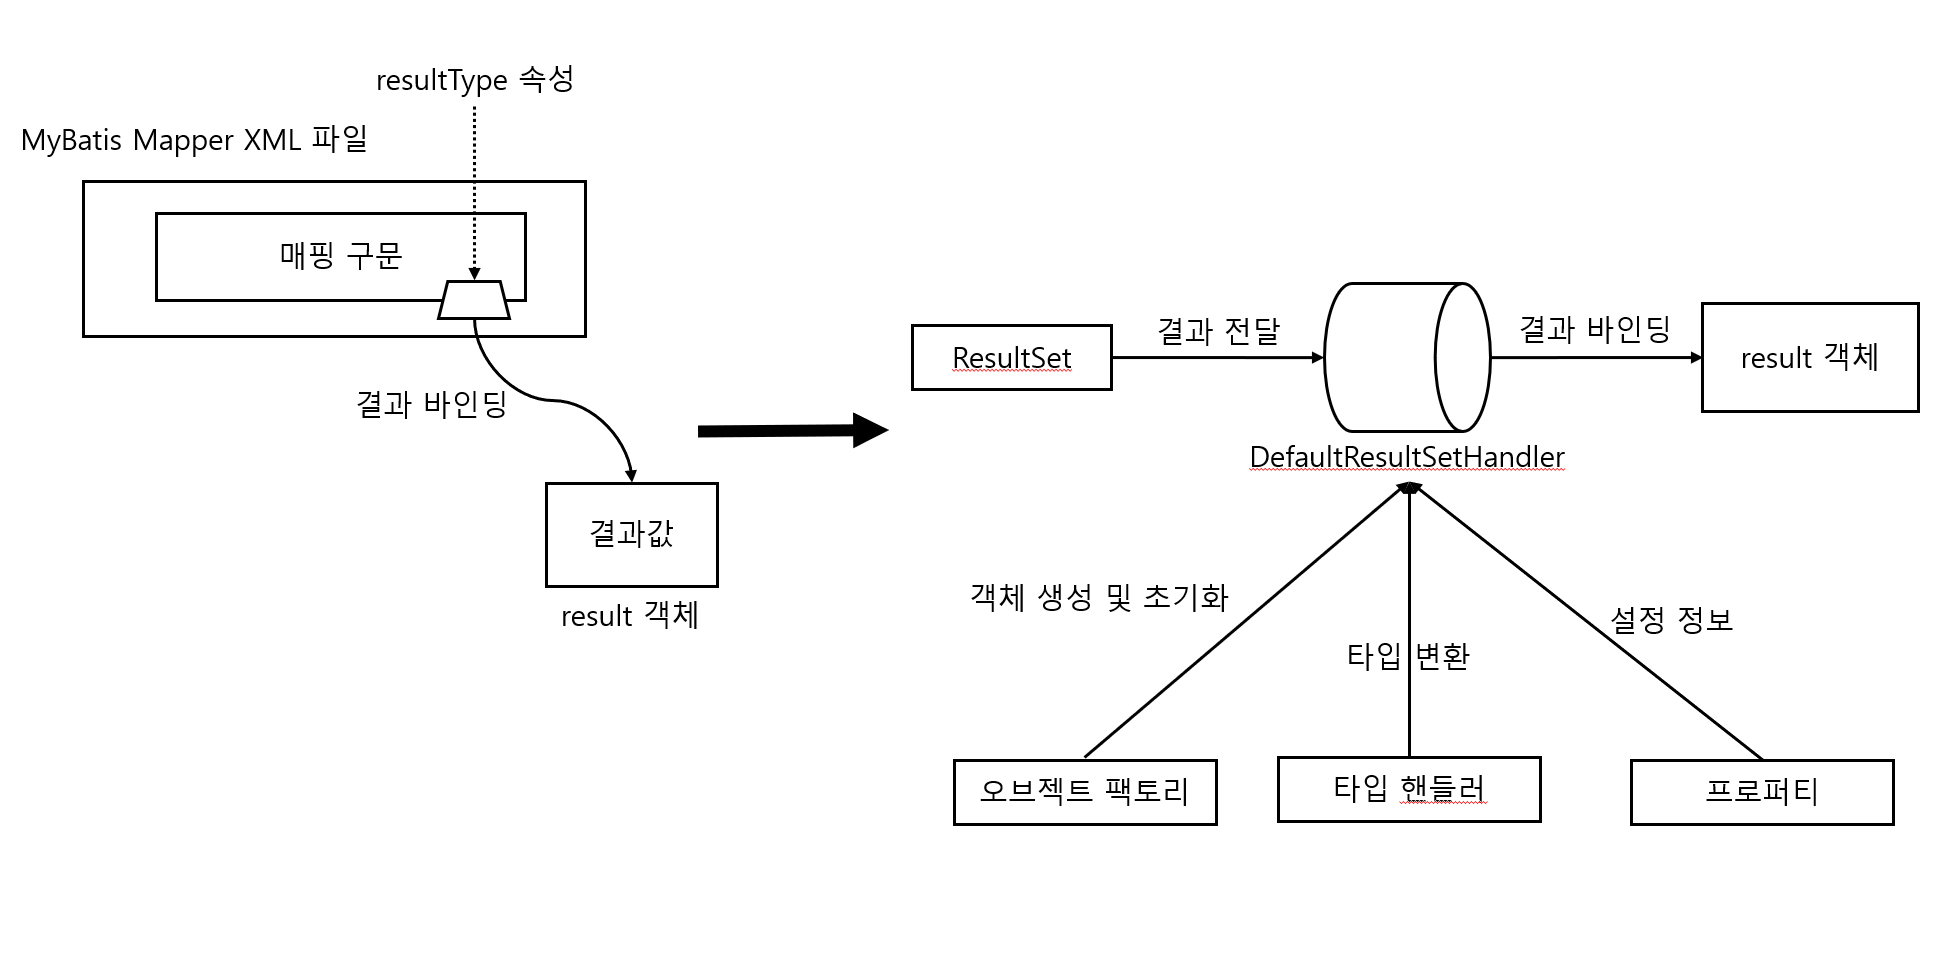 resultType 속성
MyBatis Mapper XML 파일
매핑 구문
결과 바인딩
결과값
result 객체
ResultSet
결과 전달
결과 바인딩
result 객체
DefaultResultSetHandler
객체 생성 및 초기화
타입 변환
설정 정보
오브젝트 팩토리
타입 핸들러
프로퍼티